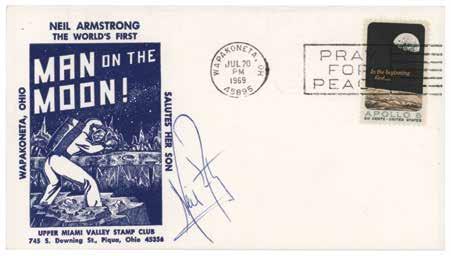 NEIL ARMSTRONG
THE WORLD'S FIRST
MAN ON THE
MOON!
WAPAKONETA, OHIO
SALUTES HER SON
UPPER MIAMI VALLEY STAMP CLUB
745 S. Downing St., Piqua, Ohio 45356
WAPAKONETA, OH
JUL 20
PM
1969
45895
PRAY
FOR
PEACE
In the beginning
God...
APOLLO 8
SIX CENTS · UNITED STATES